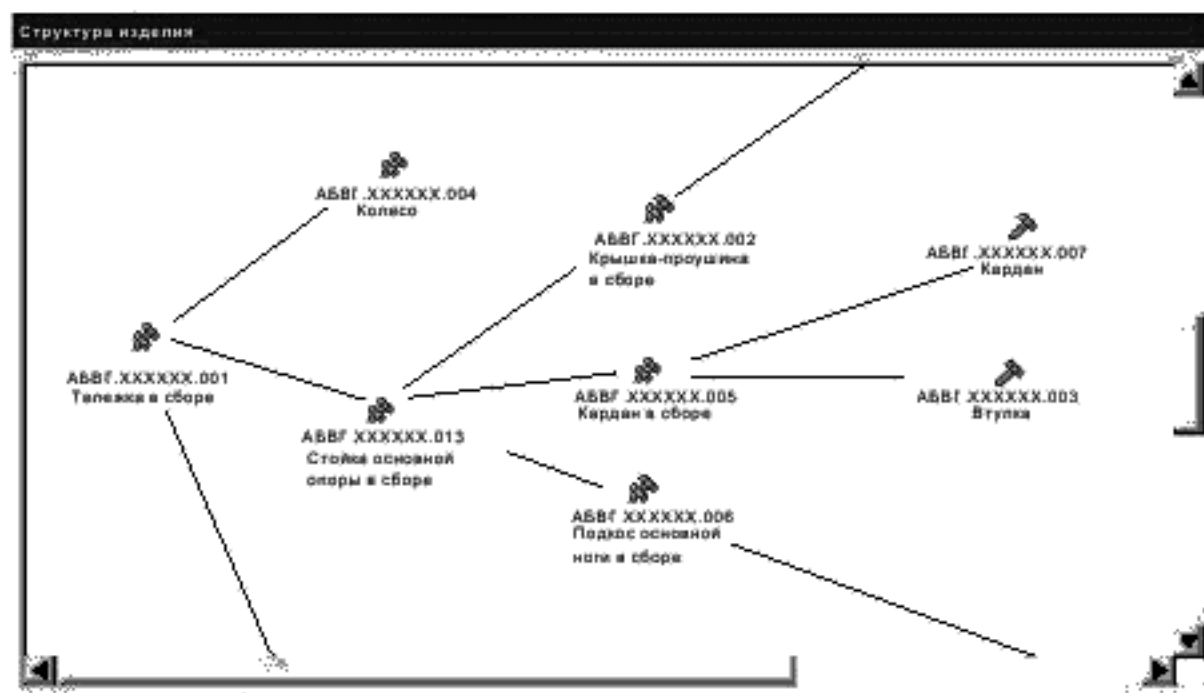 Структура изделия
АБВГ.XXXXXX.004
Колесо
АБВГ.XXXXXX.002
Крышка-проушина
в сборе
АБВГ.XXXXXX.007
Кардан
АБВГ.XXXXXX.001
Тележка в сборе
АБВГ XXXXXX.005
Кардан в сборе
АБВГ XXXXXX.003
Втулка
АБВГ XXXXXX.013
Стойка основной
опоры в сборе
АБВГ XXXXXX.006
Подкос основной
ноги в сборе